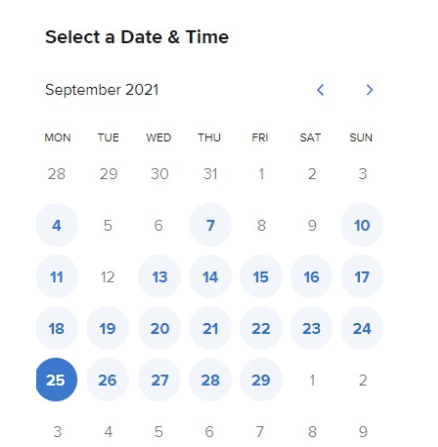 Select a Date & Time
September 2021
MON TUE WED THU FRI SAT SUN
28 29 30 31 1 2 3
4 5 6 7 8 9 10
11 12 13 14 15 16 17
18 19 20 21 22 23 24
25 26 27 28 29 1 2
3 4 5 6 7 8 9